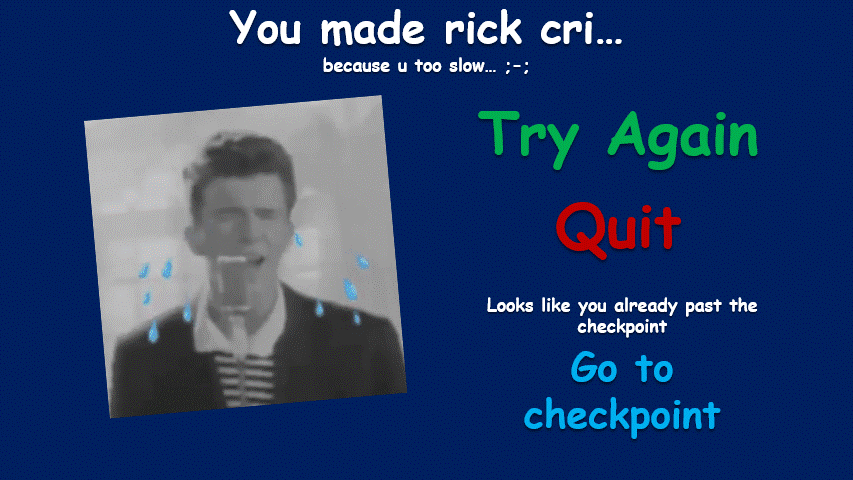 You made rick cri...
because u too slow... ;-;
Try Again
Quit
Looks like you already past the
checkpoint
Go to
checkpoint